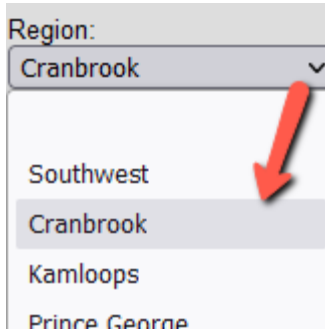 Region:
Cranbrook
Southwest
Cranbrook
Kamloops
Prince George